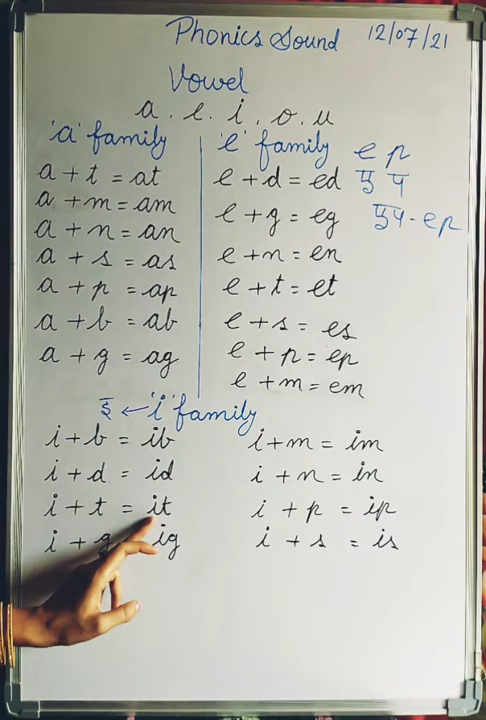 Phonics Sound 12/07/21
Vowel
a . e . i . o . u
'a' family
a + t = at
a + m = am
a + n = an
a + s = as
a + p = ap
a + b = ab
a + g = ag
'e' family
e + d = ed
e + g = eg
e + n = en
e + t = et
e + s = es
e + p = ep
e + m = em
e p
ए प
एप - ep
इ ← 'i' family
i + b = ib
i + d = id
i + t = it
i + g = ig
i + m = im
i + n = in
i + p = ip
i + s = is